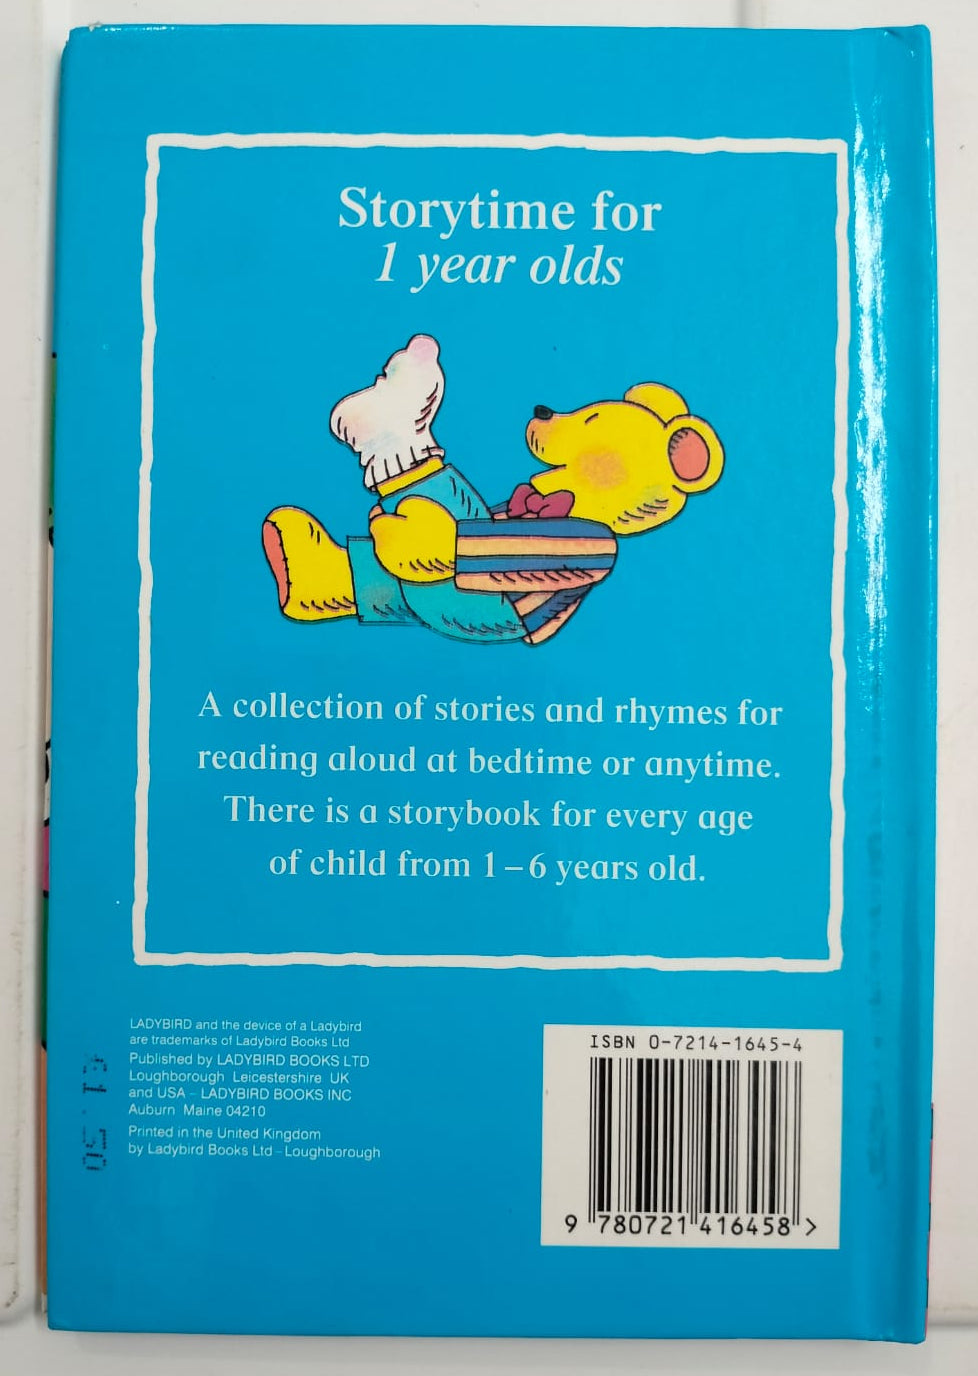 Storytime for
1 year olds
A collection of stories and rhymes for
reading aloud at bedtime or anytime.
There is a storybook for every age
of child from 1–6 years old.
LADYBIRD and the device of a Ladybird
are trademarks of Ladybird Books Ltd
Published by LADYBIRD BOOKS LTD
Loughborough Leicestershire UK
and USA – LADYBIRD BOOKS INC
Auburn Maine 04210
Printed in the United Kingdom
by Ladybird Books Ltd – Loughborough
ISBN 0-7214-1645-4
9 780721 416458 >